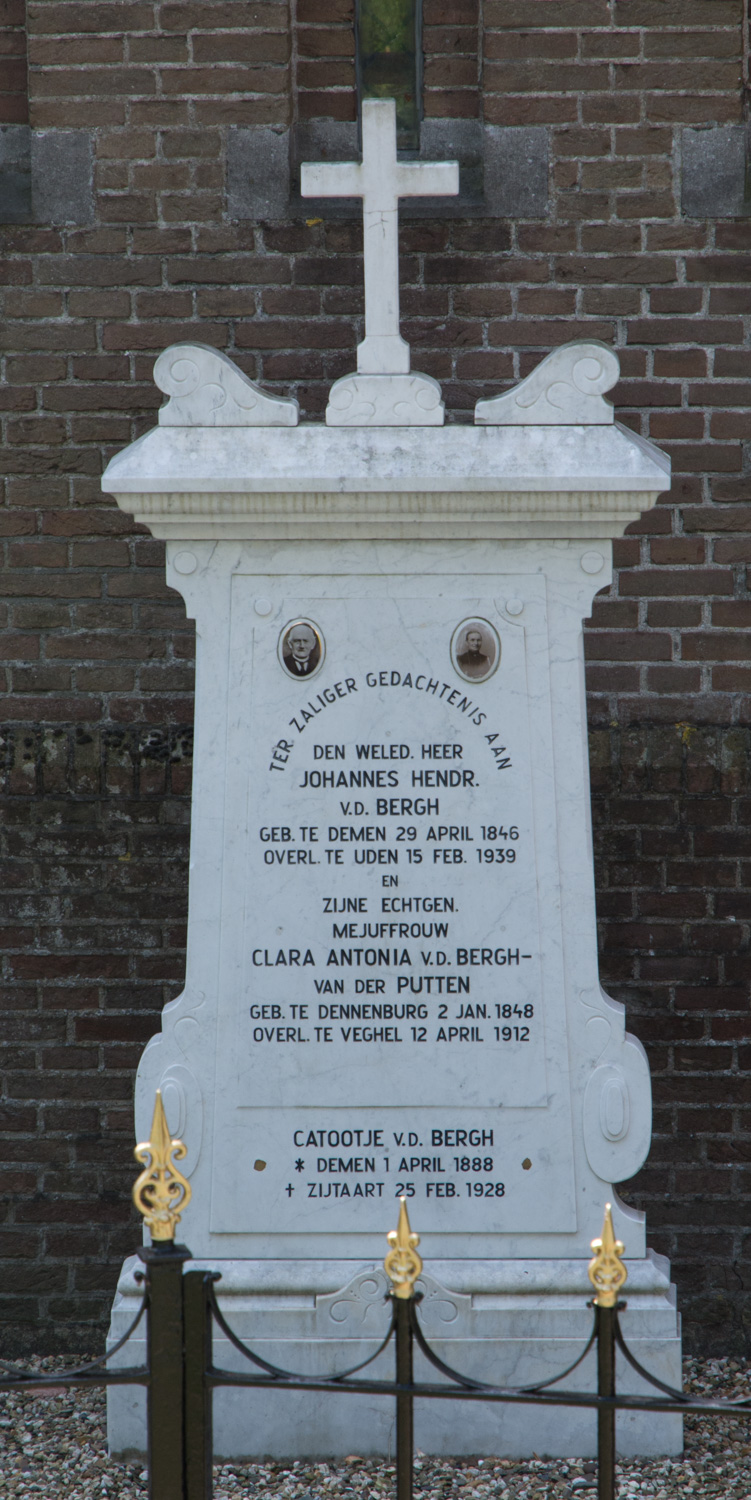 TER ZALIGER GEDACHTENIS AAN
DEN WELED. HEER
JOHANNES HENDR.
V.D. BERGH
GEB. TE DEMEN 29 APRIL 1846
OVERL. TE UDEN 15 FEB. 1939
EN
ZIJNE ECHTGEN.
MEJUFFROUW
CLARA ANTONIA V.D. BERGH-
VAN DER PUTTEN
GEB. TE DENNENBURG 2 JAN. 1848
OVERL. TE VEGHEL 12 APRIL 1912
CATOOTJE V.D. BERGH
* DEMEN 1 APRIL 1888
† ZIJTAART 25 FEB. 1928